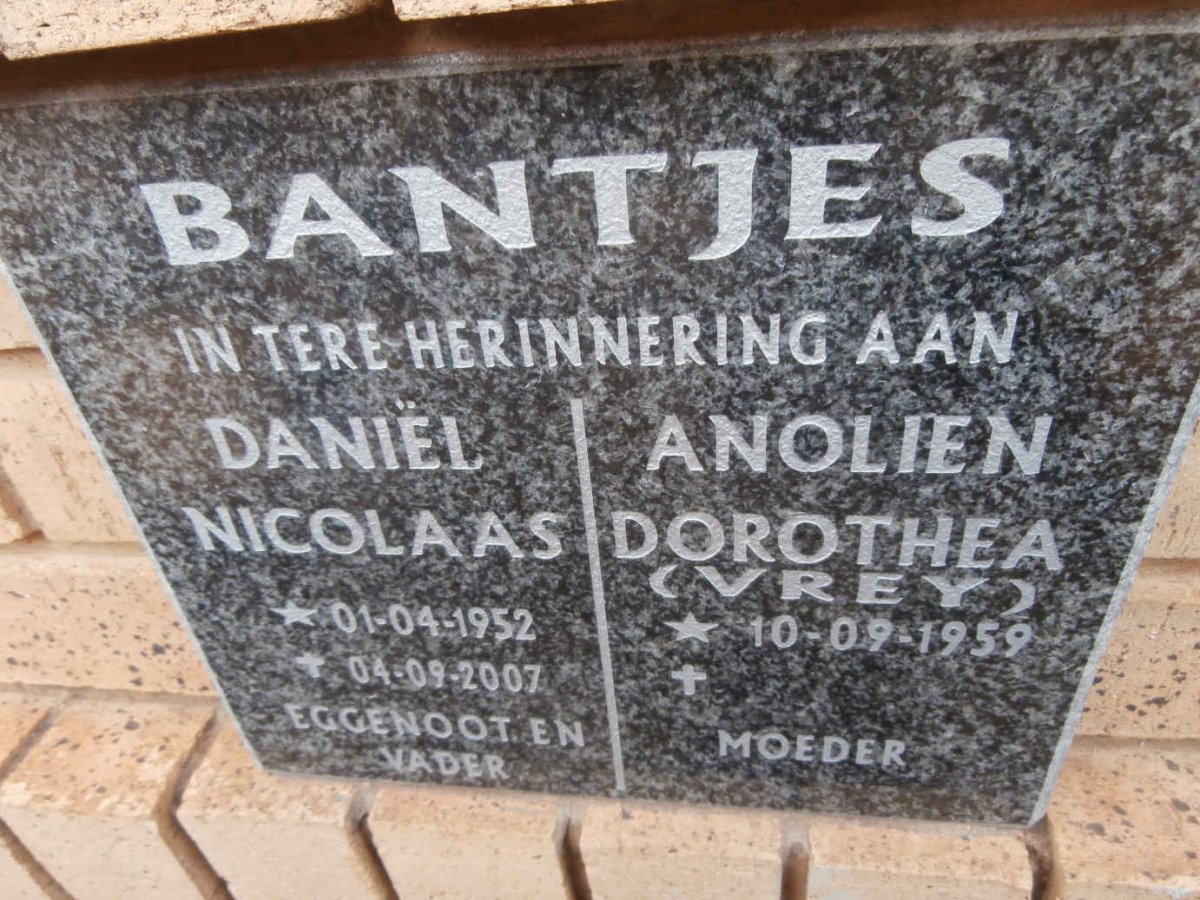 BANTJES
IN TERE HERINNERING AAN
DANIËL
NICOLAAS
★ 01-04-1952
✝ 04-09-2007
EGGENOOT EN
VADER
ANOLIEN
DOROTHEA
(VREY)
★ 10-09-1959
✝
MOEDER